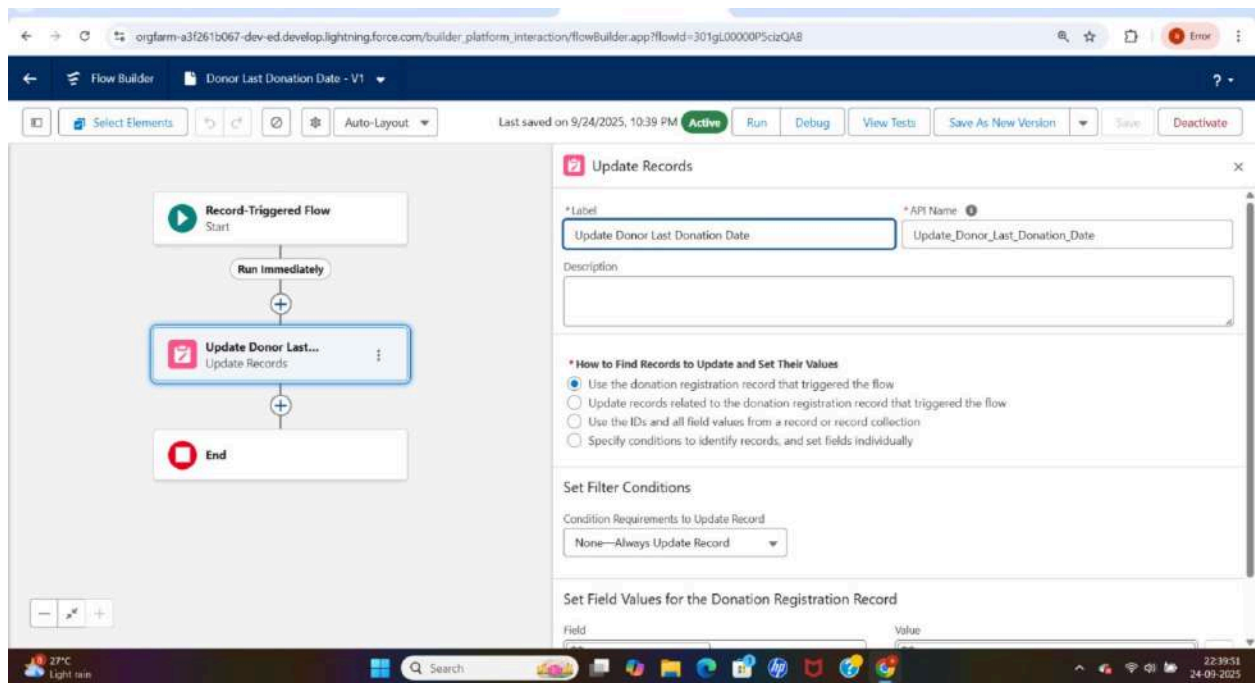 orgfarm-a3f261b067-dev-ed.develop.lightning.force.com/builder_platform_interaction/flowBuilder.app?flowId=301gL00000P5cizQAB
Error
Flow Builder
Donor Last Donation Date - V1
?
Select Elements
Auto-Layout
Last saved on 9/24/2025, 10:39 PM
Active
Run
Debug
View Tests
Save As New Version
Save
Deactivate
Record-Triggered Flow
Start
Run Immediately
Update Donor Last...
Update Records
End
Update Records
*Label
*API Name
Update Donor Last Donation Date
Update_Donor_Last_Donation_Date
Description
*How to Find Records to Update and Set Their Values
Use the donation registration record that triggered the flow
Update records related to the donation registration record that triggered the flow
Use the IDs and all field values from a record or record collection
Specify conditions to identify records, and set fields individually
Set Filter Conditions
Condition Requirements to Update Record
None—Always Update Record
Set Field Values for the Donation Registration Record
Field
Value
27°C
Light rain
Search
22:39:51
24-09-2025